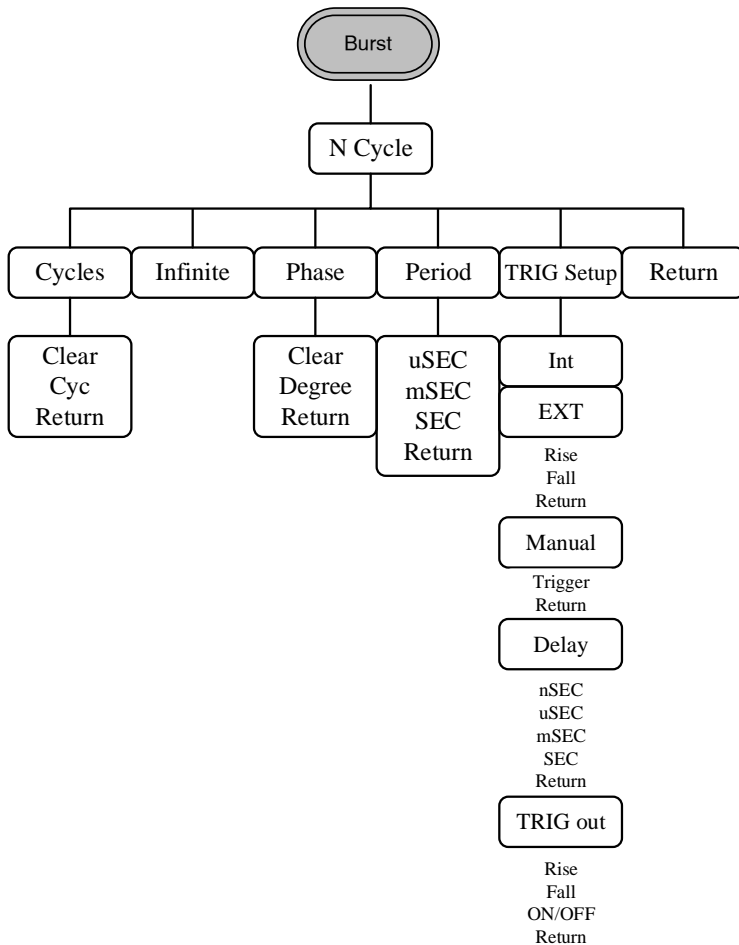 Burst
N Cycle
Cycles
Infinite
Phase
Period
TRIG Setup
Return
Clear
Cyc
Return
Clear
Degree
Return
uSEC
mSEC
SEC
Return
Int
EXT
Rise
Fall
Return
Manual
Trigger
Return
Delay
nSEC
uSEC
mSEC
SEC
Return
TRIG out
Rise
Fall
ON/OFF
Return